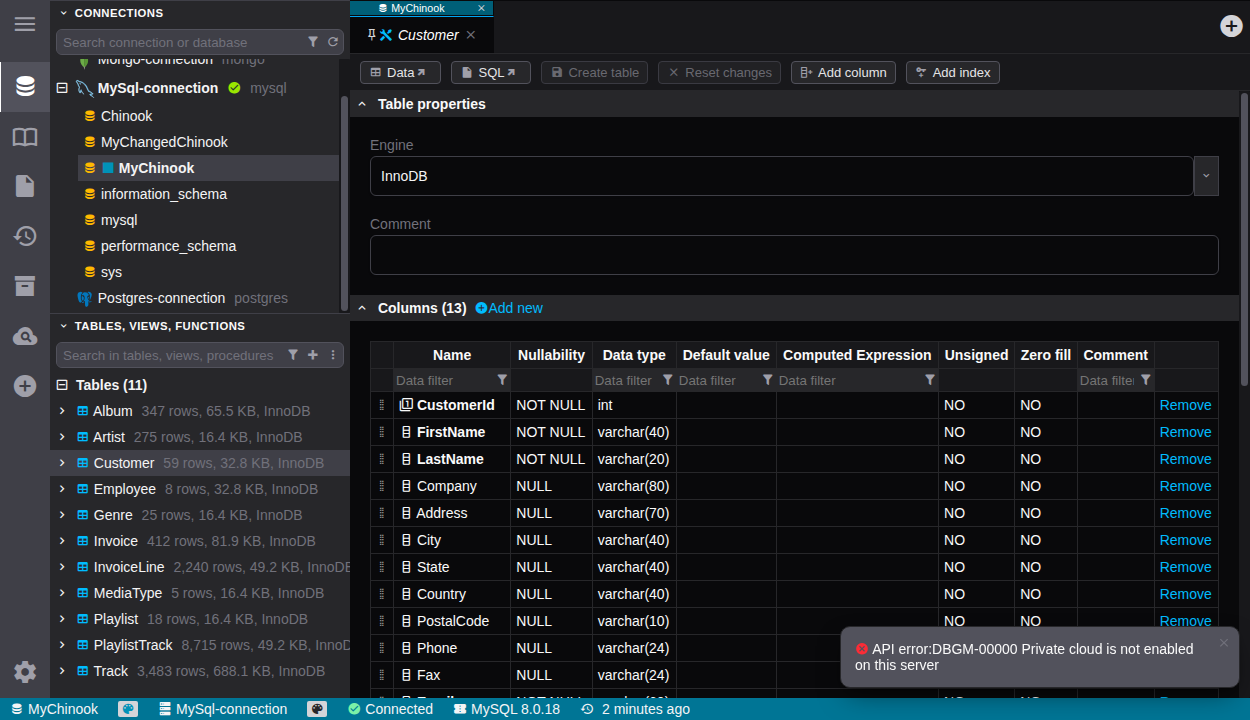 CONNECTIONS
Search connection or database
Mongo-connection mongo
MySql-connection mysql
Chinook
MyChangedChinook
MyChinook
information_schema
mysql
performance_schema
sys
Postgres-connection postgres
TABLES, VIEWS, FUNCTIONS
Search in tables, views, procedures
Tables (11)
Album 347 rows, 65.5 KB, InnoDB
Artist 275 rows, 16.4 KB, InnoDB
Customer 59 rows, 32.8 KB, InnoDB
Employee 8 rows, 32.8 KB, InnoDB
Genre 25 rows, 16.4 KB, InnoDB
Invoice 412 rows, 81.9 KB, InnoDB
InvoiceLine 2,240 rows, 49.2 KB, InnoDB
MediaType 5 rows, 16.4 KB, InnoDB
Playlist 18 rows, 16.4 KB, InnoDB
PlaylistTrack 8,715 rows, 49.2 KB, InnoD
Track 3,483 rows, 688.1 KB, InnoDB
MyChinook
Customer
Data SQL Create table Reset changes Add column Add index
Table properties
Engine
InnoDB
Comment
Columns (13) Add new
Name Nullability Data type Default value Computed Expression Unsigned Zero fill Comment
Data filter Data filter Data filter Data filter Data filter
CustomerId NOT NULL int NO NO Remove
FirstName NOT NULL varchar(40) NO NO Remove
LastName NOT NULL varchar(20) NO NO Remove
Company NULL varchar(80) NO NO Remove
Address NULL varchar(70) NO NO Remove
City NULL varchar(40) NO NO Remove
State NULL varchar(40) NO NO Remove
Country NULL varchar(40) NO NO Remove
PostalCode NULL varchar(10) NO NO Remove
Phone NULL varchar(24)
Fax NULL varchar(24)
API error:DBGM-00000 Private cloud is not enabled
on this server
MyChinook MySql-connection Connected MySQL 8.0.18 2 minutes ago